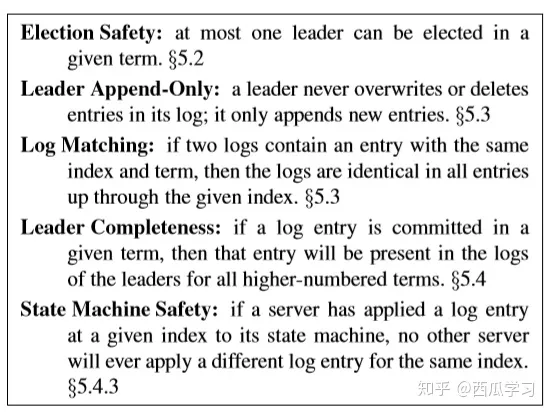 Election Safety: at most one leader can be elected in a
given term. §5.2
Leader Append-Only: a leader never overwrites or deletes
entries in its log; it only appends new entries. §5.3
Log Matching: if two logs contain an entry with the same
index and term, then the logs are identical in all entries
up through the given index. §5.3
Leader Completeness: if a log entry is committed in a
given term, then that entry will be present in the logs
of the leaders for all higher-numbered terms. §5.4
State Machine Safety: if a server has applied a log entry
at a given index to its state machine, no other server
will ever apply a different log entry for the same index.
§5.4.3
知乎 @西瓜学习